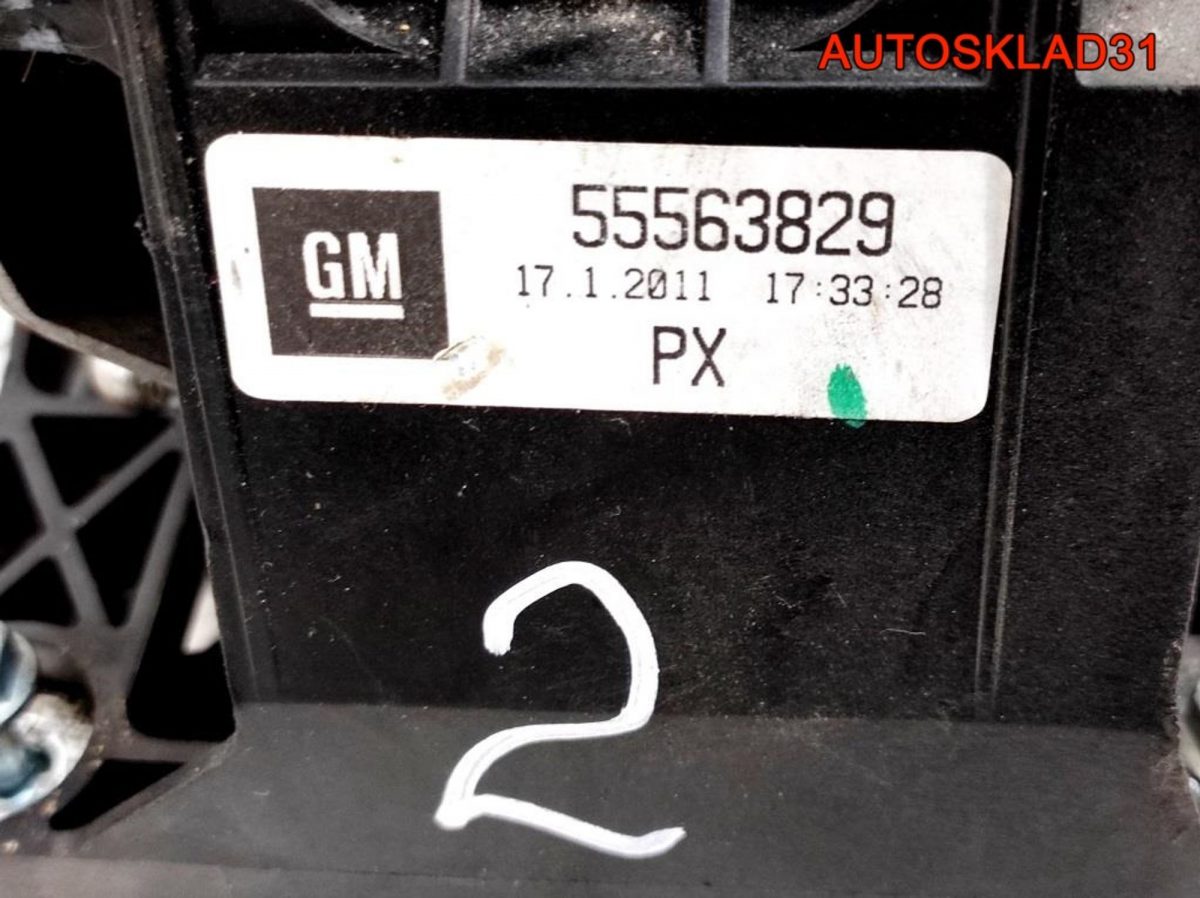 AUTOSKLAD31
GM
55563829
17.1.2011 17:33:28
PX
2